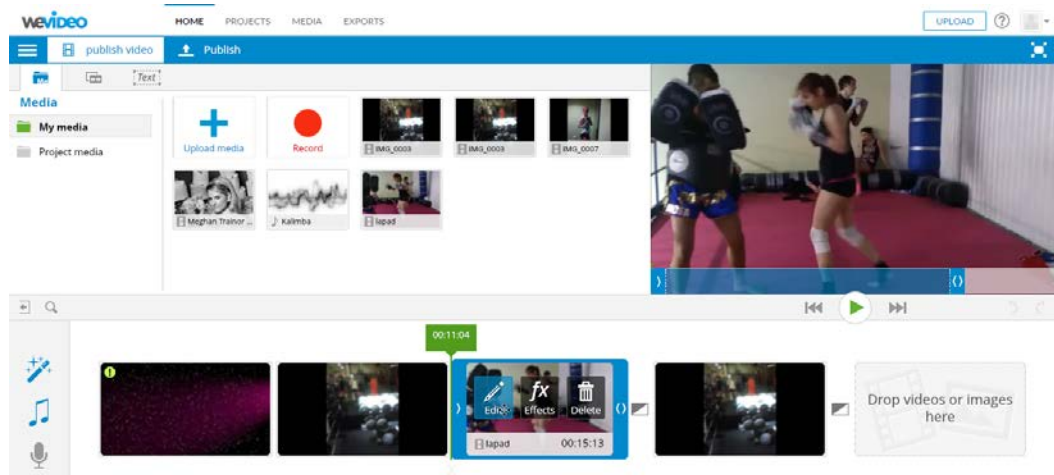 WeVIDEO
HOME PROJECTS MEDIA EXPORTS
UPLOAD ?
publish video Publish
Text
Media
My media
Project media
Upload media Record IMG_0003 IMG_0003 IMG_0007
Meghan Trainor ... Kalimba lapad
00:11:04
Edit fx Effects Delete
lapad 00:15:13
Drop videos or images
here